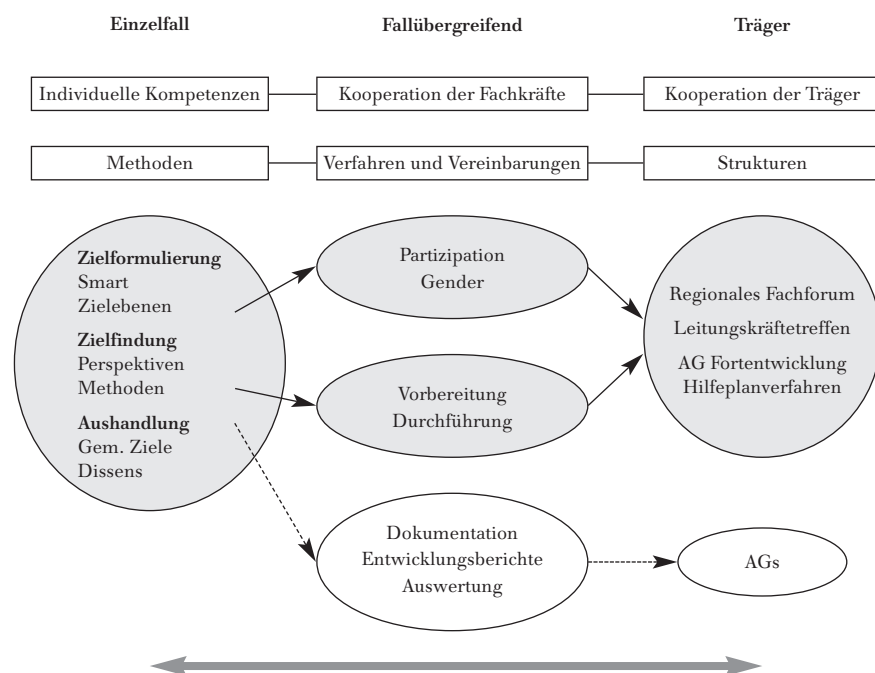 Einzelfall
Fallübergreifend
Träger
Individuelle Kompetenzen
Kooperation der Fachkräfte
Kooperation der Träger
Methoden
Verfahren und Vereinbarungen
Strukturen
Zielformulierung
Smart
Zielebenen
Zielfindung
Perspektiven
Methoden
Aushandlung
Gem. Ziele
Dissens
Partizipation
Gender
Vorbereitung
Durchführung
Dokumentation
Entwicklungsberichte
Auswertung
Regionales Fachforum
Leitungskräftetreffen
AG Fortentwicklung
Hilfeplanverfahren
AGs